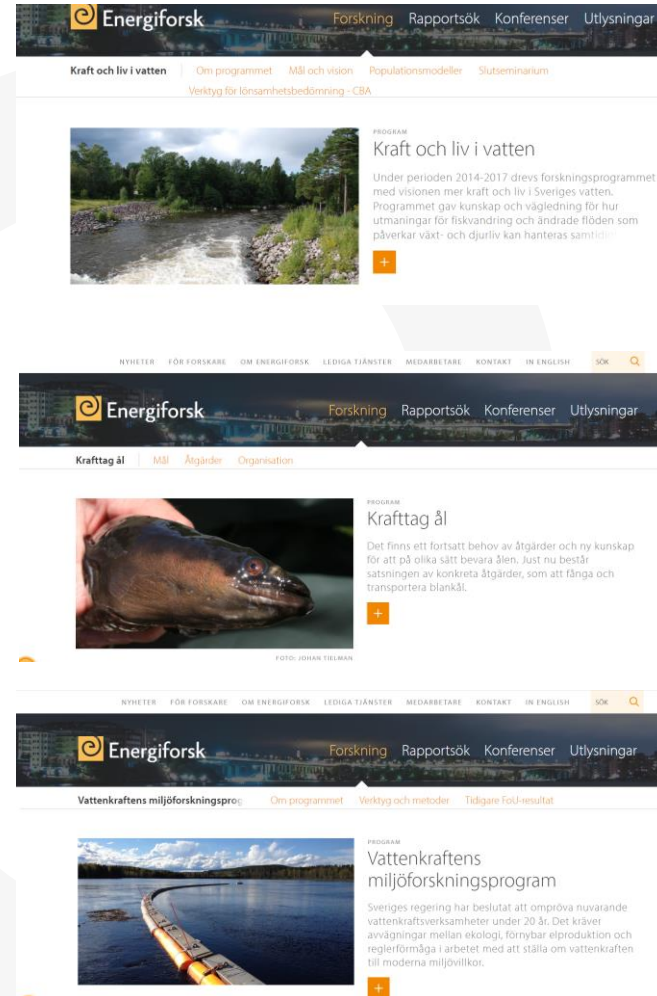 Energiforsk
Forskning Rapportsök Konferenser Utlysningar
Kraft och liv i vatten Om programmet Mål och vision Populationsmodeller Slutseminarium
Verktyg för lönsamhetsbedömning - CBA
PROGRAM
Kraft och liv i vatten
Under perioden 2014-2017 drevs forskningsprogrammet
med visionen mer kraft och liv i Sveriges vatten.
Programmet gav kunskap och vägledning för hur
utmaningar för fiskvandring och ändrade flöden som
påverkar växt- och djurliv kan hanteras
+
NYHETER FÖR FORSKARE OM ENERGIFORSK LEDIGA TJÄNSTER MEDARBETARE KONTAKT IN ENGLISH SÖK
Energiforsk
Forskning Rapportsök Konferenser Utlysningar
Krafttag ål Mål Åtgärder Organisation
PROGRAM
Krafttag ål
Det finns ett fortsatt behov av åtgärder och ny kunskap
för att på olika sätt bevara ålen. Just nu består
satsningen av konkreta åtgärder, som att fånga och
transportera blankål.
+
FOTO: JOHAN TIELMAN
NYHETER FÖR FORSKARE OM ENERGIFORSK LEDIGA TJÄNSTER MEDARBETARE KONTAKT IN ENGLISH SÖK
Energiforsk
Forskning Rapportsök Konferenser Utlysningar
Vattenkraftens miljöforskningsprog Om programmet Verktyg och metoder Tidigare FoU-resultat
PROGRAM
Vattenkraftens
miljöforskningsprogram
Sveriges regering har beslutat att ompröva nuvarande
vattenkraftsverksamheter under 20 år. Det kräver
avvägningar mellan ekologi, förnybar elproduktion och
reglerförmåga i arbetet med att ställa om vattenkraften
till moderna miljövillkor.
+